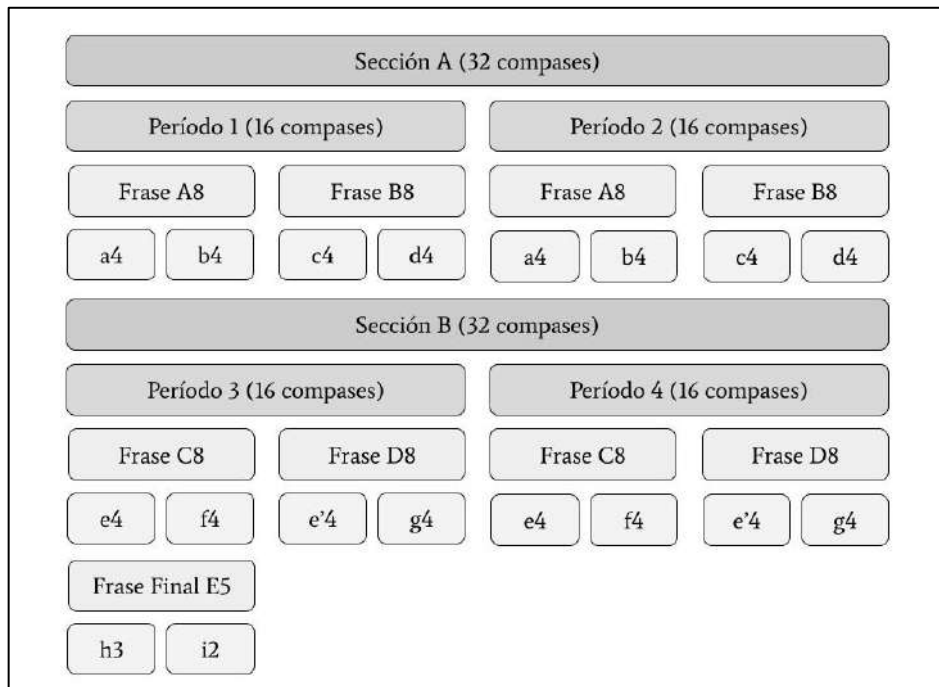 Sección A (32 compases)
Período 1 (16 compases) Período 2 (16 compases)
Frase A8 Frase B8 Frase A8 Frase B8
a4 b4 c4 d4 a4 b4 c4 d4
Sección B (32 compases)
Período 3 (16 compases) Período 4 (16 compases)
Frase C8 Frase D8 Frase C8 Frase D8
e4 f4 e’4 g4 e4 f4 e’4 g4
Frase Final E5
h3 i2